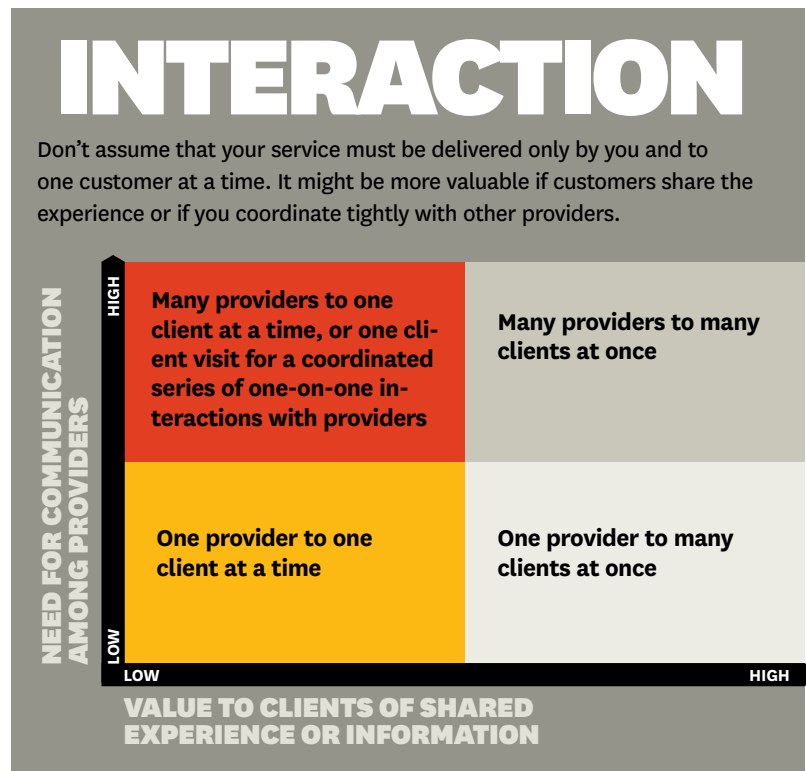 INTERACTION
Don’t assume that your service must be delivered only by you and to
one customer at a time. It might be more valuable if customers share the
experience or if you coordinate tightly with other providers.
NEED FOR COMMUNICATION
AMONG PROVIDERS
HIGH
Many providers to one
client at a time, or one cli-
ent visit for a coordinated
series of one-on-one in-
teractions with providers
Many providers to many
clients at once
One provider to one
client at a time
One provider to many
clients at once
LOW
LOW
HIGH
VALUE TO CLIENTS OF SHARED
EXPERIENCE OR INFORMATION